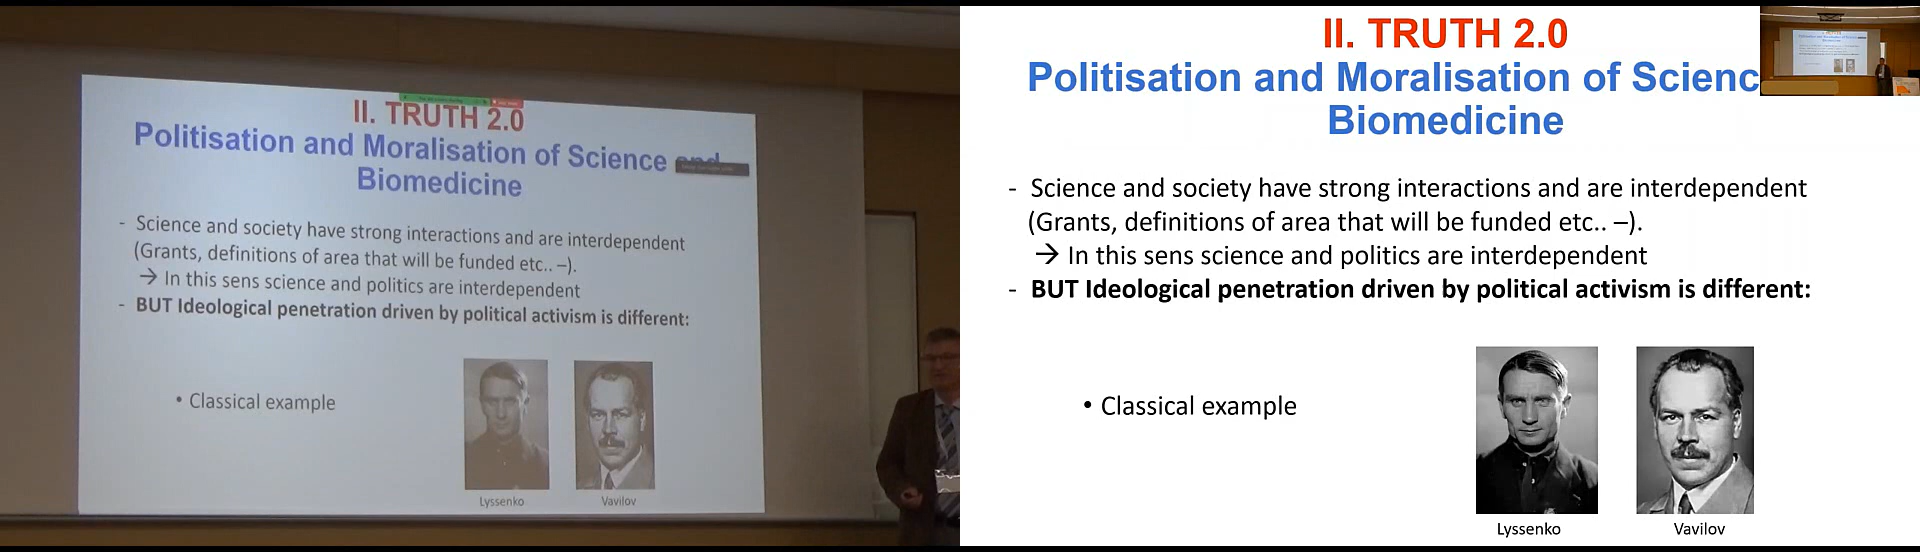 II. TRUTH 2.0
Politisation and Moralisation of Science and
Biomedicine
- Science and society have strong interactions and are interdependent
(Grants, definitions of area that will be funded etc.. –).
→ In this sens science and politics are interdependent
- BUT Ideological penetration driven by political activism is different:
• Classical example
Lyssenko
Vavilov
II. TRUTH 2.0
Politisation and Moralisation of Scienc
Biomedicine
- Science and society have strong interactions and are interdependent
(Grants, definitions of area that will be funded etc.. –).
→ In this sens science and politics are interdependent
- BUT Ideological penetration driven by political activism is different:
• Classical example
Lyssenko
Vavilov